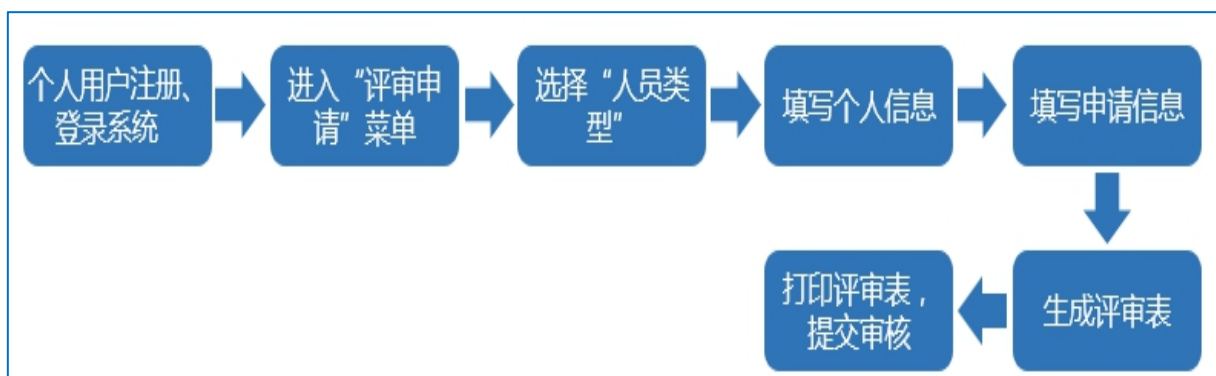 个人用户注册、
登录系统
进入“评审申
请”菜单
选择“人员类
型”
填写个人信息
填写申请信息
生成评审表
打印评审表，
提交审核